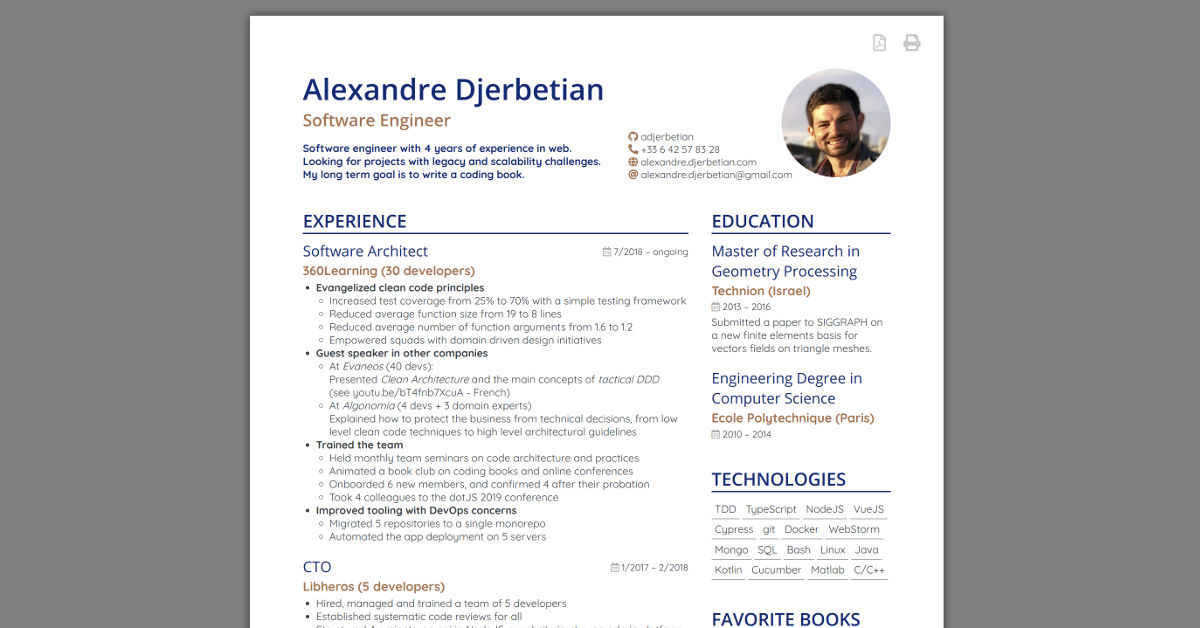 Alexandre Djerbetian
Software Engineer
Software engineer with 4 years of experience in web.
Looking for projects with legacy and scalability challenges.
My long term goal is to write a coding book.
adjerbetian
+33 6 42 57 83 28
alexandre.djerbetian.com
alexandre.djerbetian@gmail.com
EXPERIENCE
Software Architect
7/2018 – ongoing
360Learning (30 developers)
• Evangelized clean code principles
○ Increased test coverage from 25% to 70% with a simple testing framework
○ Reduced average function size from 19 to 8 lines
○ Reduced average number of function arguments from 1.6 to 1.2
○ Empowered squads with domain driven design initiatives
• Guest speaker in other companies
○ At Evaneos (40 devs):
Presented Clean Architecture and the main concepts of tactical DDD
(see youtu.be/bT4fnb7XcuA - French)
○ At Algonomia (4 devs + 3 domain experts)
Explained how to protect the business from technical decisions, from low
level clean code techniques to high level architectural guidelines
• Trained the team
○ Held monthly team seminars on code architecture and practices
○ Animated a book club on coding books and online conferences
○ Onboarded 6 new members, and confirmed 4 after their probation
○ Took 4 colleagues to the dotJS 2019 conference
• Improved tooling with DevOps concerns
○ Migrated 5 repositories to a single monorepo
○ Automated the app deployment on 5 servers
CTO
1/2017 – 2/2018
Libheros (5 developers)
• Hired, managed and trained a team of 5 developers
• Established systematic code reviews for all
EDUCATION
Master of Research in
Geometry Processing
Technion (Israel)
2013 – 2016
Submitted a paper to SIGGRAPH on
a new finite elements basis for
vectors fields on triangle meshes.
Engineering Degree in
Computer Science
Ecole Polytechnique (Paris)
2010 – 2014
TECHNOLOGIES
TDD TypeScript NodeJS VueJS
Cypress git Docker WebStorm
Mongo SQL Bash Linux Java
Kotlin Cucumber Matlab C/C++
FAVORITE BOOKS